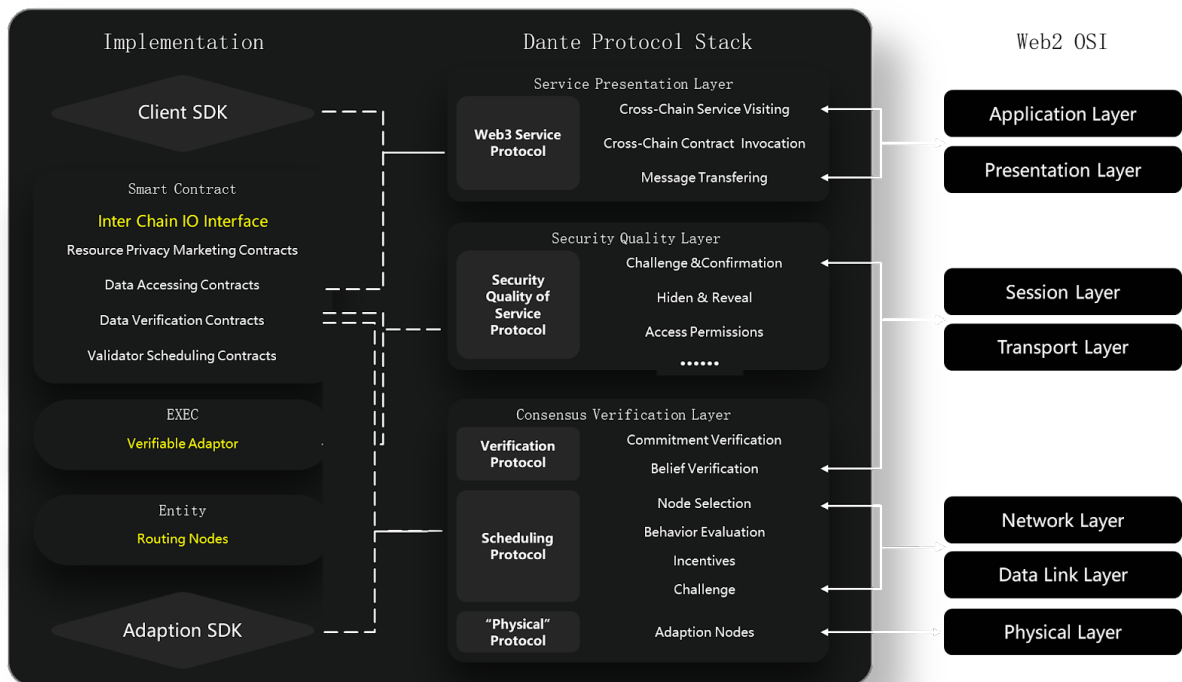 Implementation
Client SDK
Smart Contract
Inter Chain IO Interface
Resource Privacy Marketing Contracts
Data Accessing Contracts
Data Verification Contracts
Validator Scheduling Contracts
EXEC
Verifiable Adaptor
Entity
Routing Nodes
Adaption SDK
Dante Protocol Stack
Service Presentation Layer
Web3 Service
Protocol
Cross-Chain Service Visiting
Cross-Chain Contract Invocation
Message Transfering
Security Quality Layer
Security
Quality of
Service
Protocol
Challenge &Confirmation
Hiden & Reveal
Access Permissions
••••••
Consensus Verification Layer
Verification
Protocol
Commitment Verification
Belief Verification
Scheduling
Protocol
Node Selection
Behavior Evaluation
Incentives
Challenge
“Physical”
Protocol
Adaption Nodes
Web2 OSI
Application Layer
Presentation Layer
Session Layer
Transport Layer
Network Layer
Data Link Layer
Physical Layer